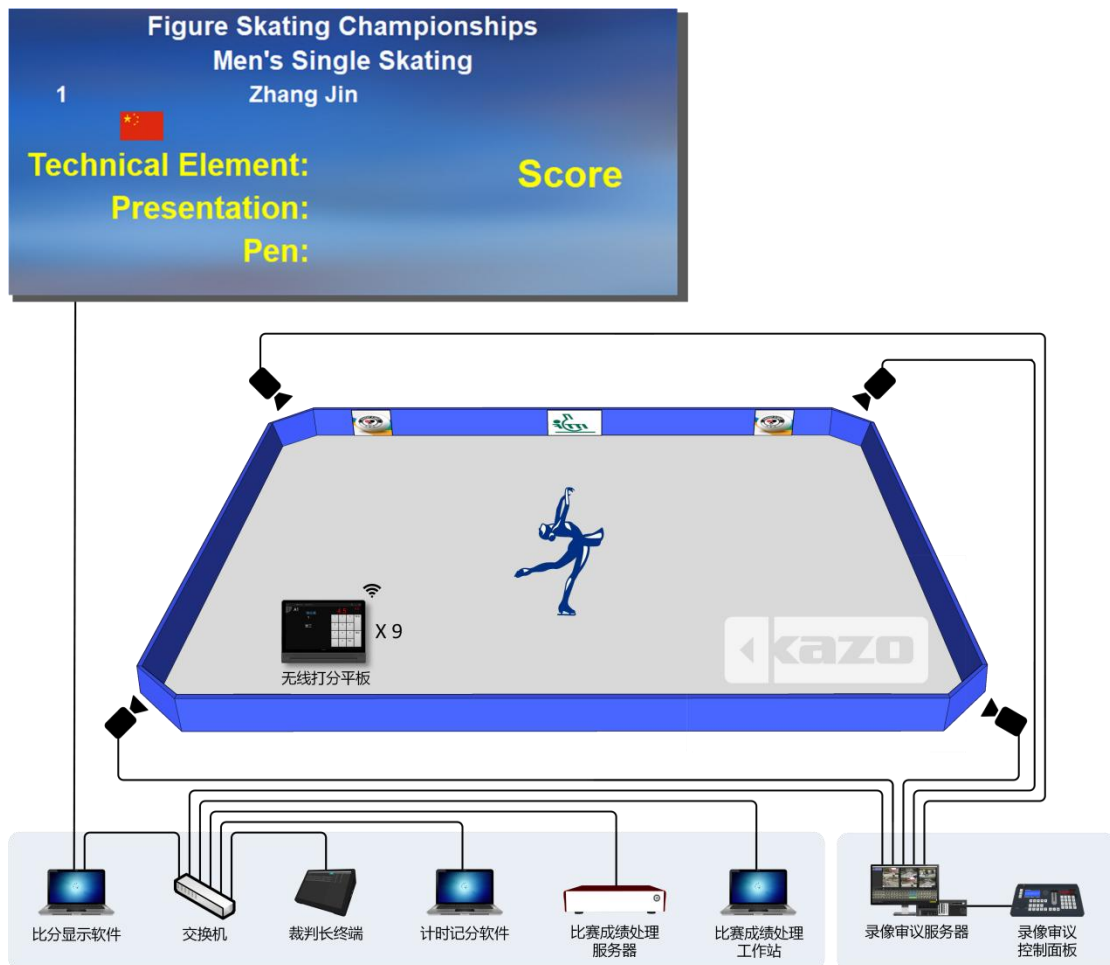 Figure Skating Championships
Men's Single Skating
1 Zhang Jin
Technical Element:
Score
Presentation:
Pen:
X 9
无线打分平板
kazo
比分显示软件
交换机
裁判长终端
计时记分软件
比赛成绩处理
服务器
比赛成绩处理
工作站
录像审议服务器
录像审议
控制面板